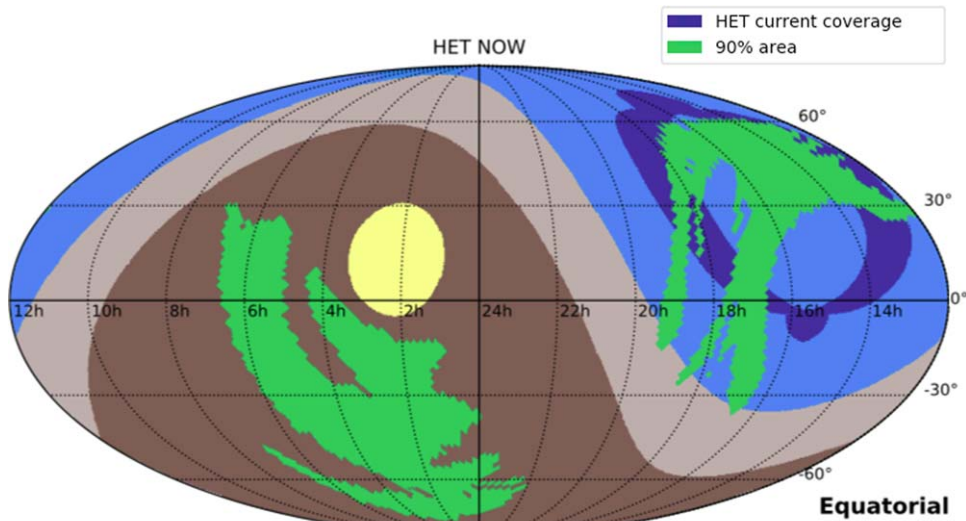 HET current coverage
90% area
HET NOW
60°
30°
12h 10h 8h 6h 4h 2h 24h 22h 20h 18h 16h 14h 0°
-30°
-60°
Equatorial